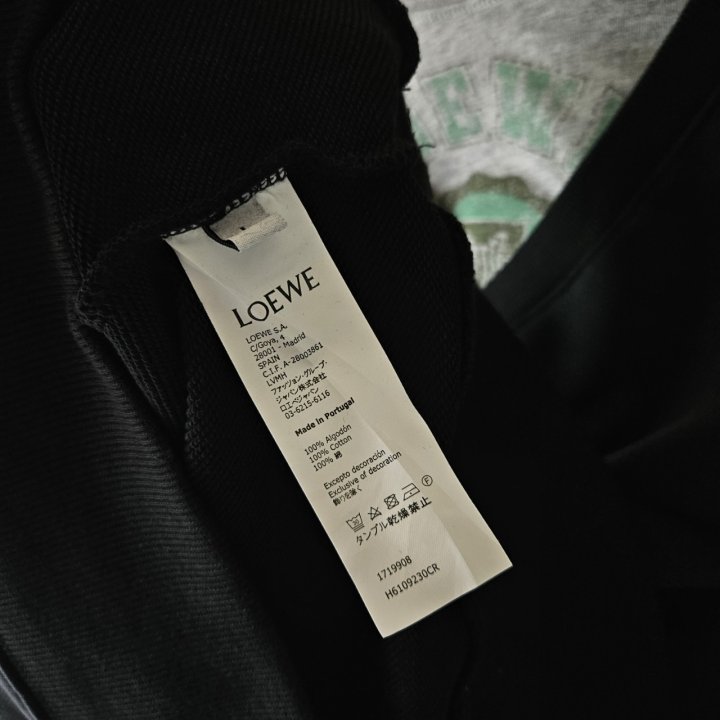 LOEWE
LOEWE S.A.
C/Goya, 4
28001 - Madrid
SPAIN
C.I.F. A-28003861
LVMH
ファッション・グループ・
ジャパン株式会社
ロエベジャパン
03-6215-6116
Made in Portugal
100% Algodón
100% Cotton
100% 綿
Excepto decoración
Exclusive of decoration
飾りを除く
タンブル乾燥禁止
1719908
H6109230CR